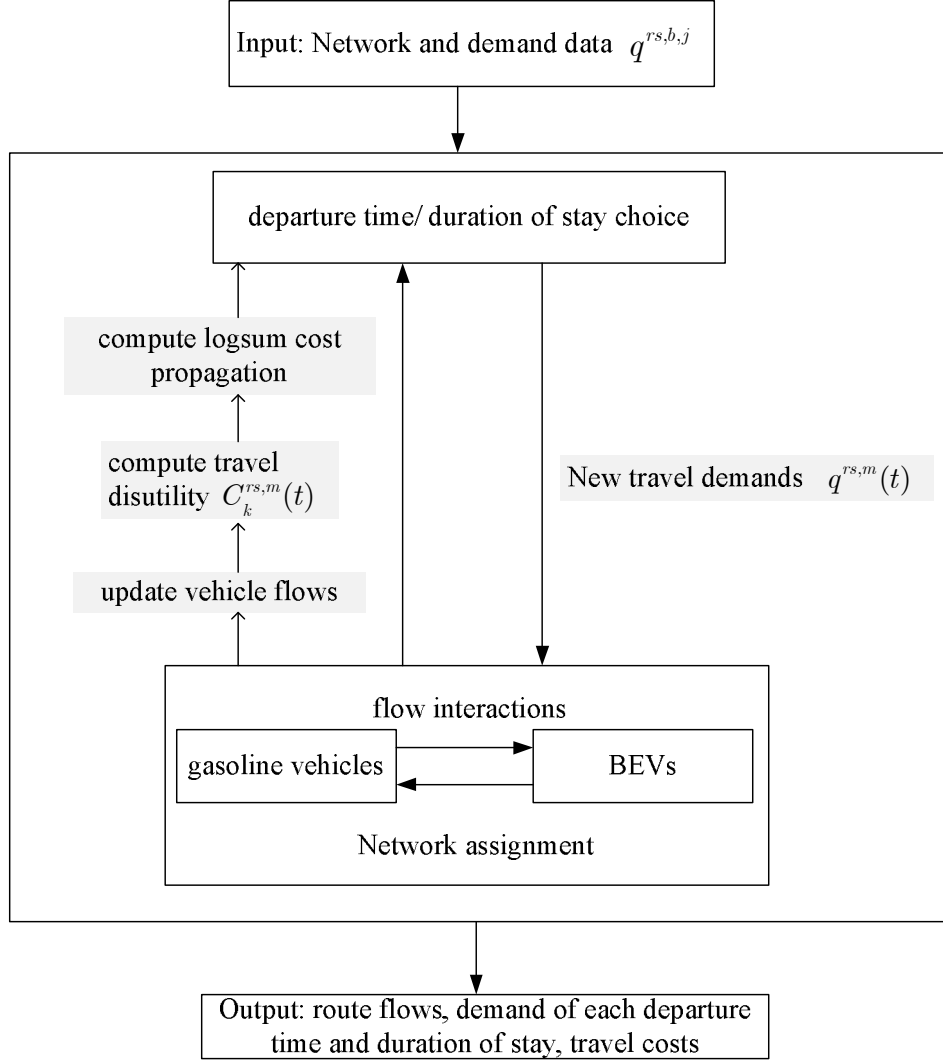 Input: Network and demand data $q^{rs,b,j}$
departure time/ duration of stay choice
compute logsum cost
propagation
compute travel
disutility $C_k^{rs,m}(t)$
New travel demands $q^{rs,m}(t)$
update vehicle flows
flow interactions
gasoline vehicles
BEVs
Network assignment
Output: route flows, demand of each departure
time and duration of stay, travel costs